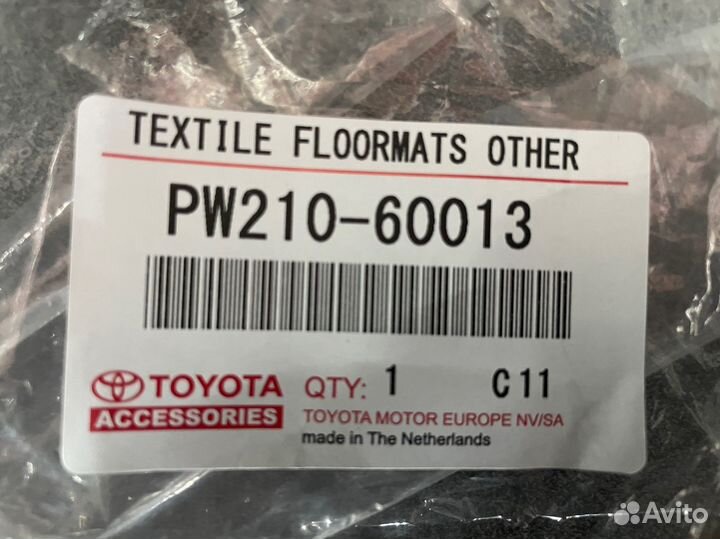 TEXTILE FLOORMATS OTHER
PW210-60013
TOYOTA QTY: 1 C11
ACCESSORIES TOYOTA MOTOR EUROPE NV/SA
made in The Netherlands
Avito